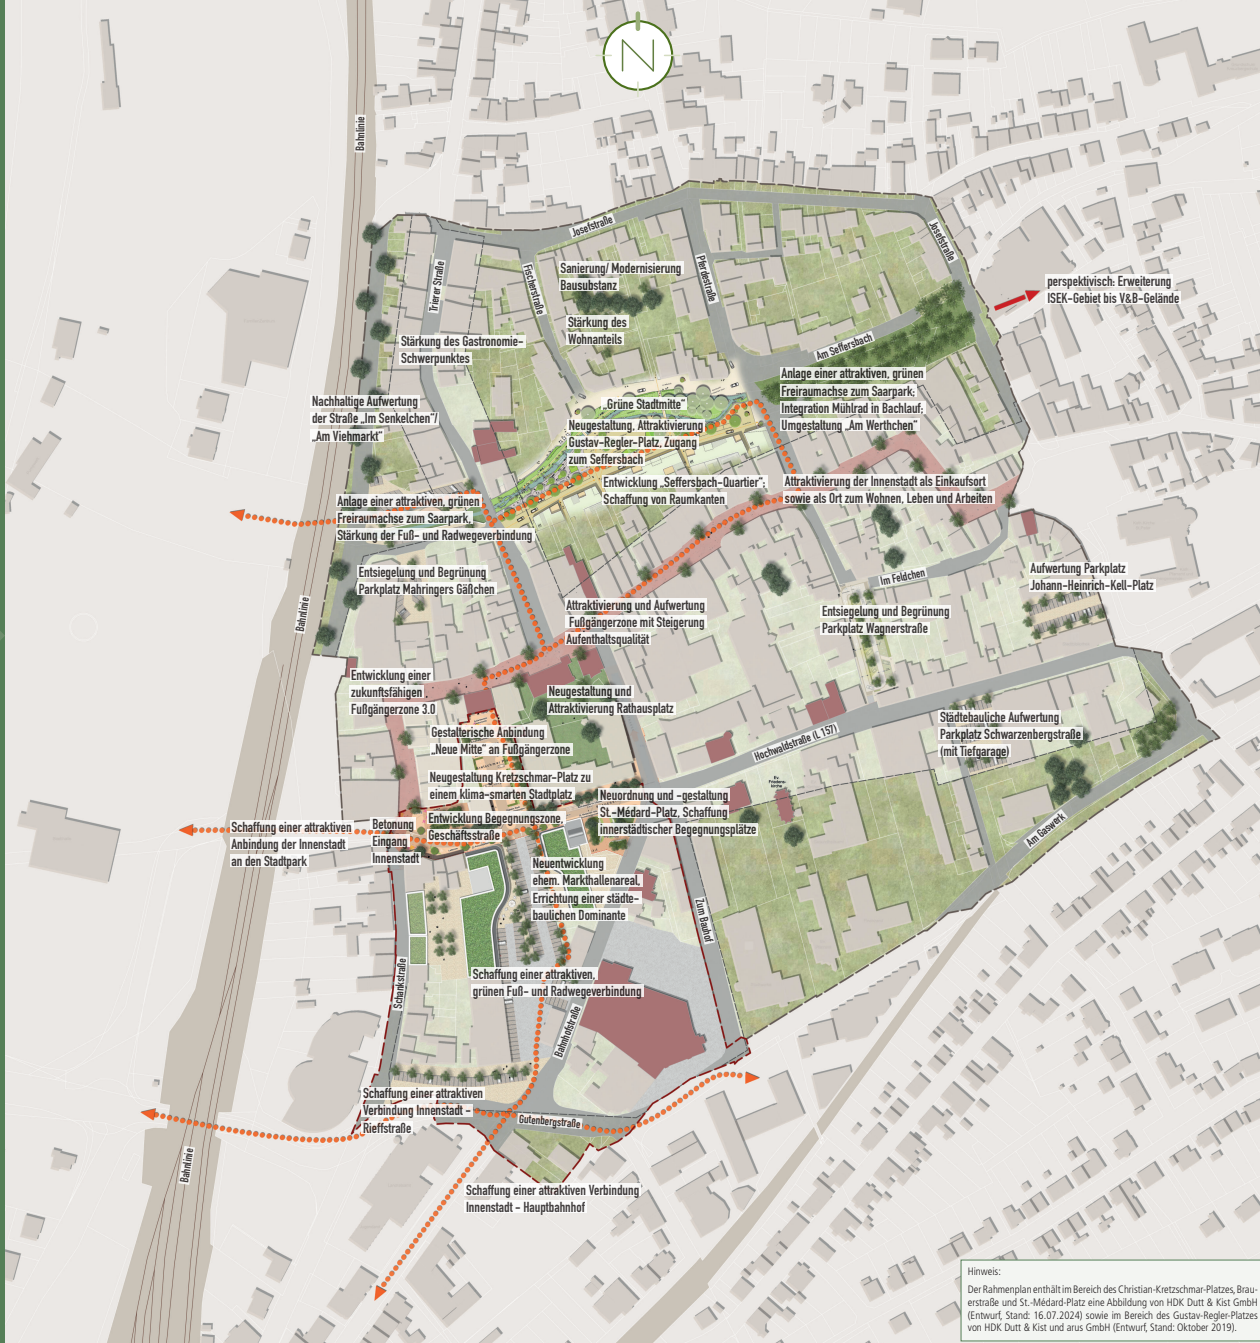 N
Bahnlinie
Josefstraße
Josefstraße
Trierer Straße
Fischerstraße
Pferdestraße
Sanierung/ Modernisierung
Bausubstanz
perspektivisch: Erweiterung
ISEK-Gebiet bis V&B-Gelände
Stärkung des
Wohnanteils
Stärkung des Gastronomie-
Schwerpunktes
Am Seffersbach
Anlage einer attraktiven, grünen
Freiraumachse zum Saarpark;
Integration Mühlrad in Bachlauf;
Umgestaltung „Am Werthchen“
Nachhaltige Aufwertung
der Straße „Im Senkelchen“/
„Am Viehmarkt“
„Grüne Stadtmitte“
Neugestaltung, Attraktivierung
Gustav-Regler-Platz, Zugang
zum Seffersbach
Entwicklung „Seffersbach-Quartier“:
Schaffung von Raumkanten
Attraktivierung der Innenstadt als Einkaufsort
sowie als Ort zum Wohnen, Leben und Arbeiten
Anlage einer attraktiven, grünen
Freiraumachse zum Saarpark,
Stärkung der Fuß- und Radwegeverbindung
Entsiegelung und Begrünung
Parkplatz Mahringers Gäßchen
Im Feldchen
Aufwertung Parkplatz
Johann-Heinrich-Kell-Platz
Bahnlinie
Attraktivierung und Aufwertung
Fußgängerzone mit Steigerung
Aufenthaltsqualität
Entsiegelung und Begrünung
Parkplatz Wagnerstraße
Entwicklung einer
zukunftsfähigen
Fußgängerzone 3.0
Neugestaltung und
Attraktivierung Rathausplatz
Städtebauliche Aufwertung
Parkplatz Schwarzenbergstraße
(mit Tiefgarage)
Hochwaldstraße (L 157)
Gestalterische Anbindung
„Neue Mitte“ an Fußgängerzone
Neugestaltung Kretzschmar-Platz zu
einem klima-smarten Stadtplatz
Ev.
Friedens-
kirche
Neuordnung und -gestaltung
St.-Médard-Platz, Schaffung
innerstädtischer Begegnungsplätze
Entwicklung Begegnungszone,
Geschäftsstraße
Betonung
Eingang
Innenstadt
Schaffung einer attraktiven
Anbindung der Innenstadt
an den Stadtpark
Am Gaswerk
Neuentwicklung
ehem. Markthallenareal,
Errichtung einer städte-
baulichen Dominante
Zum Bauhof
Schankstraße
Schaffung einer attraktiven,
grünen Fuß- und Radwegeverbindung
Bahnhofstraße
Schaffung einer attraktiven
Verbindung Innenstadt -
Rieffstraße
Gutenbergstraße
Bahnlinie
Schaffung einer attraktiven Verbindung
Innenstadt - Hauptbahnhof
Hinweis:
Der Rahmenplan enthält im Bereich des Christian-Kretzschmar-Platzes, Brau-
erstraße und St.-Médard-Platz eine Abbildung von HDK Dutt & Kist GmbH
(Entwurf, Stand: 16.07.2024) sowie im Bereich des Gustav-Regler-Platzes
von HDK Dutt & Kist und arus GmbH (Entwurf, Stand: Oktober 2019).